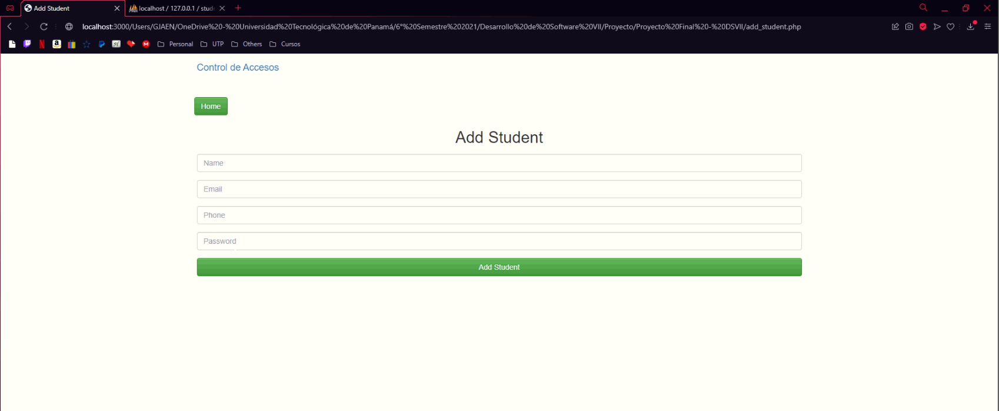 Add Student
localhost / 127.0.0.1 / stude
localhost:3000/Users/GJAEN/OneDrive%20-%20Universidad%20Tecnológica%20de%20Panamá/6°%20Semestre%202021/Desarrollo%20de%20Software%20VII/Proyecto/Proyecto%20Final%20-%20DSVII/add_student.php
Personal
UTP
Others
Cursos
Control de Accesos
Home
Add Student
Name
Email
Phone
Password
Add Student